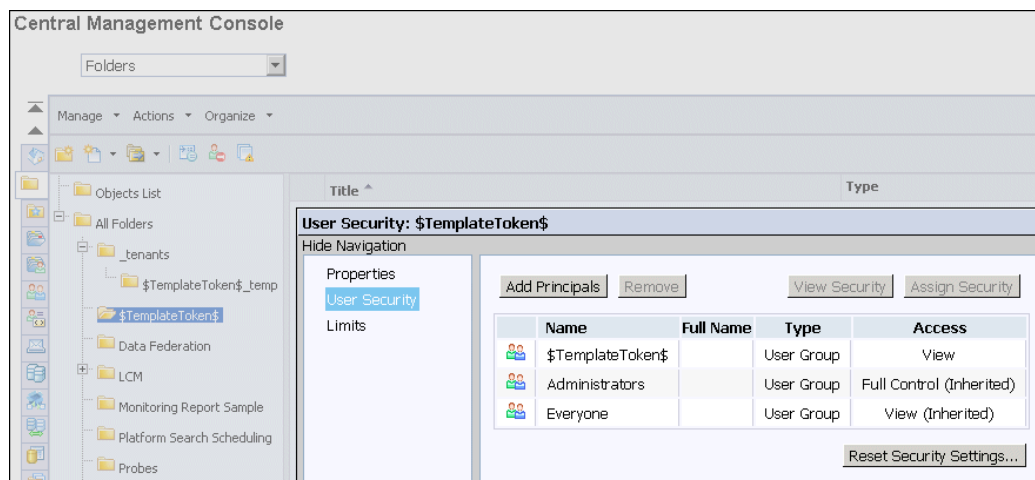 Central Management Console
Folders
Manage Actions Organize
Objects List
Title Type
All Folders
_tenants
$TemplateToken$_temp
$TemplateToken$
Data Federation
LCM
Monitoring Report Sample
Platform Search Scheduling
Probes
User Security: $TemplateToken$
Hide Navigation
Properties
User Security
Limits
Add Principals Remove View Security Assign Security
Name Full Name Type Access
$TemplateToken$ User Group View
Administrators User Group Full Control (Inherited)
Everyone User Group View (Inherited)
Reset Security Settings...